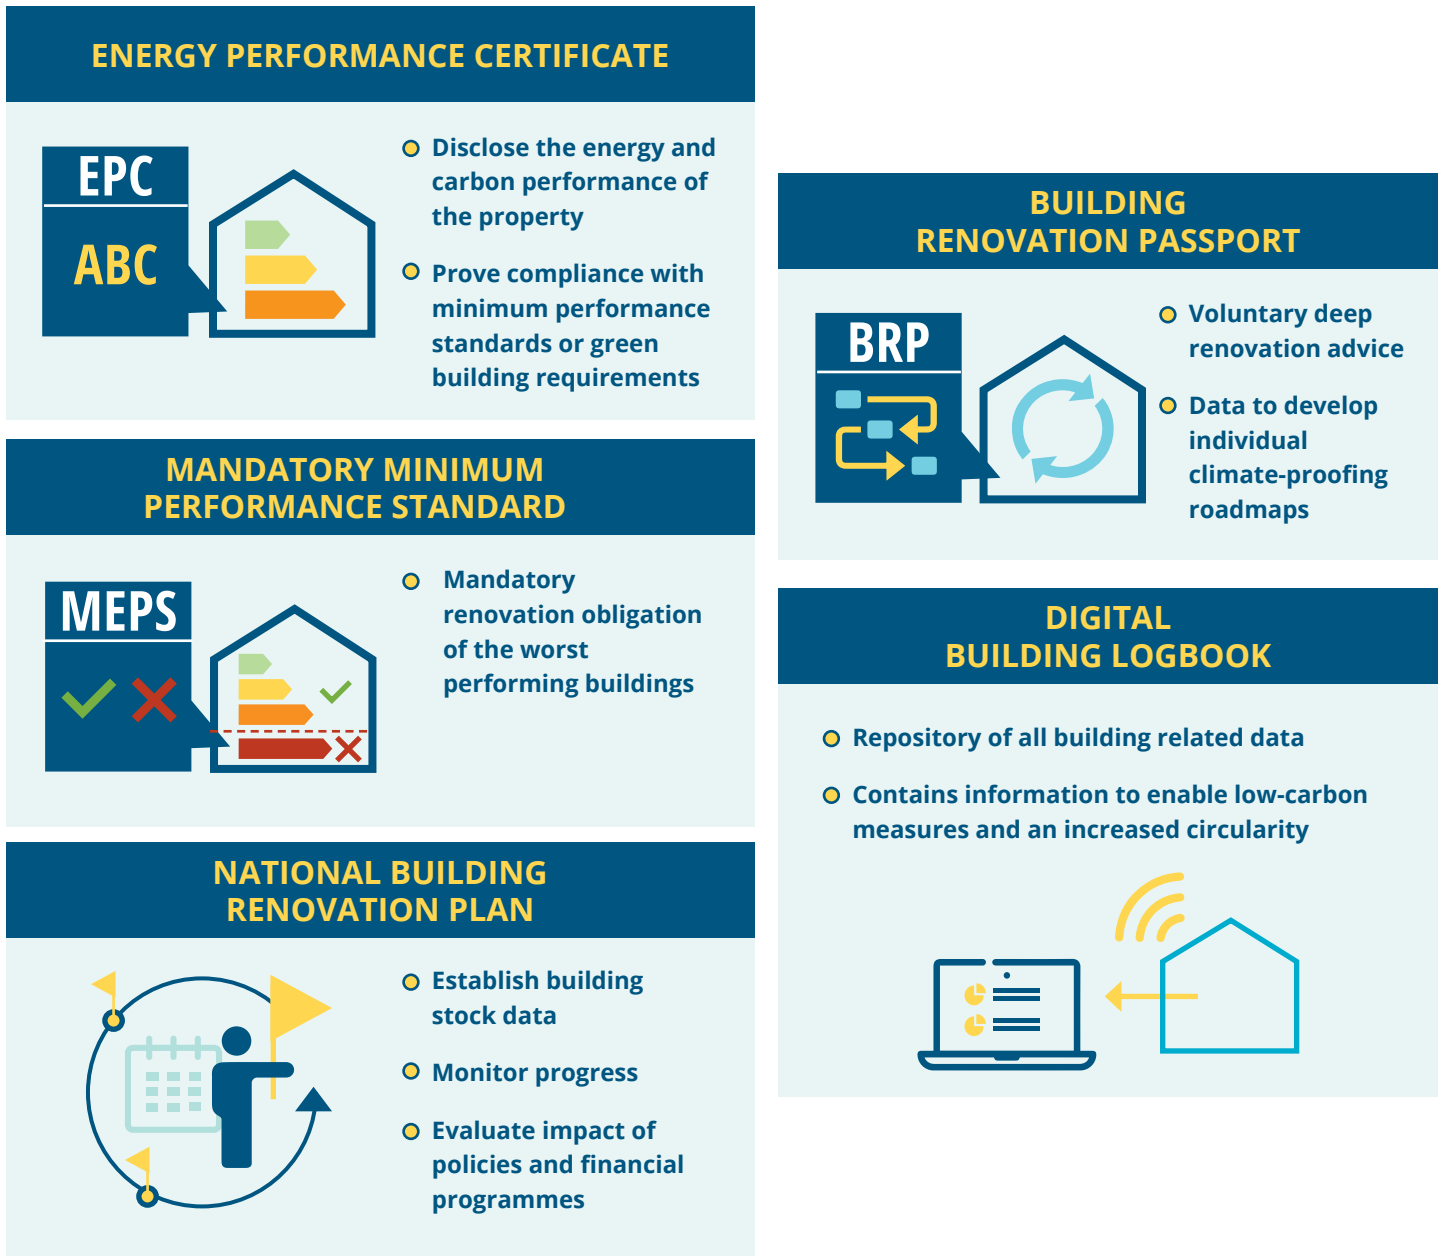 ENERGY PERFORMANCE CERTIFICATE
EPC
ABC
Disclose the energy and
carbon performance of
the property
Prove compliance with
minimum performance
standards or green
building requirements
MANDATORY MINIMUM
PERFORMANCE STANDARD
MEPS
Mandatory
renovation obligation
of the worst
performing buildings
NATIONAL BUILDING
RENOVATION PLAN
Establish building
stock data
Monitor progress
Evaluate impact of
policies and financial
programmes
BUILDING
RENOVATION PASSPORT
BRP
Voluntary deep
renovation advice
Data to develop
individual
climate-proofing
roadmaps
DIGITAL
BUILDING LOGBOOK
Repository of all building related data
Contains information to enable low-carbon
measures and an increased circularity